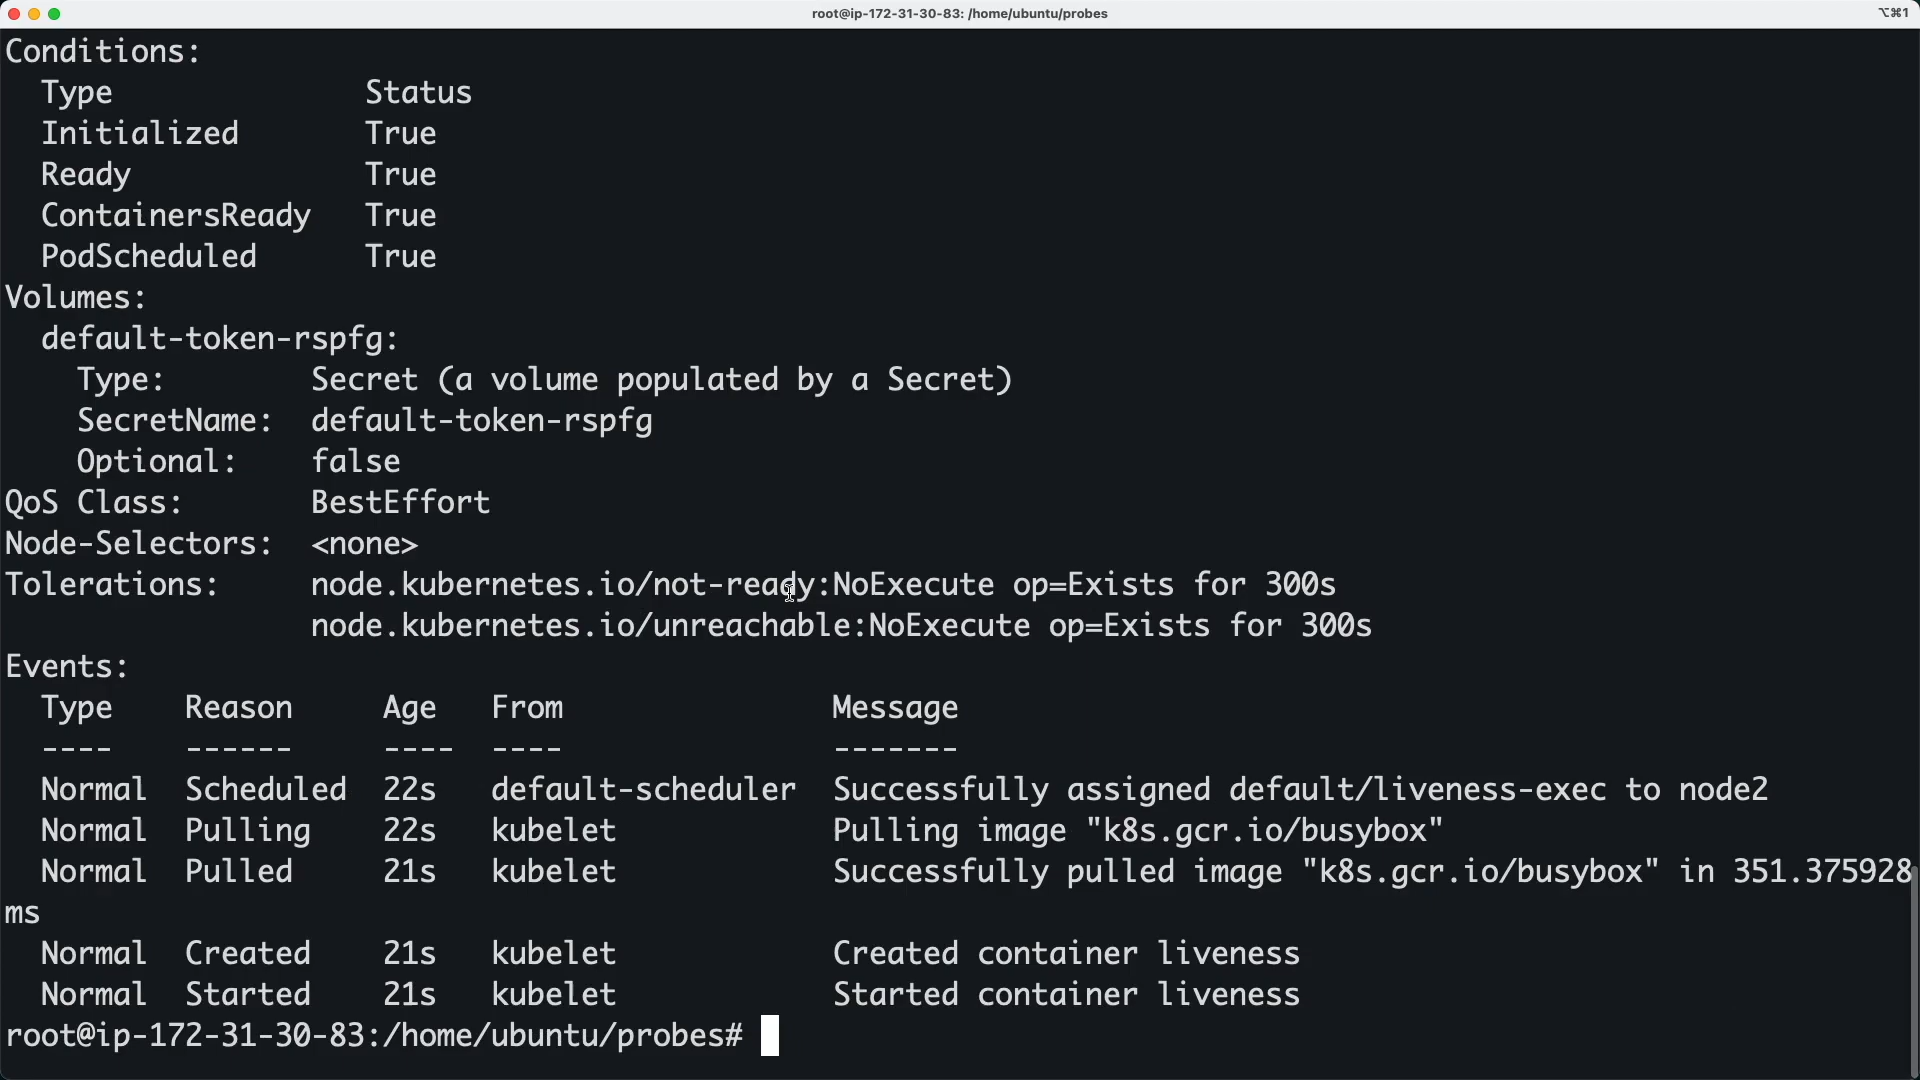 root@ip-172-31-30-83: /home/ubuntu/probes
⌥⌘1
Conditions:
  Type              Status
  Initialized       True
  Ready             True
  ContainersReady   True
  PodScheduled      True
Volumes:
  default-token-rspfg:
    Type:        Secret (a volume populated by a Secret)
    SecretName:  default-token-rspfg
    Optional:    false
QoS Class:       BestEffort
Node-Selectors:  <none>
Tolerations:     node.kubernetes.io/not-ready:NoExecute op=Exists for 300s
                 node.kubernetes.io/unreachable:NoExecute op=Exists for 300s
Events:
  Type    Reason     Age   From               Message
  ----    ------     ----  ----               -------
  Normal  Scheduled  22s   default-scheduler  Successfully assigned default/liveness-exec to node2
  Normal  Pulling    22s   kubelet            Pulling image "k8s.gcr.io/busybox"
  Normal  Pulled     21s   kubelet            Successfully pulled image "k8s.gcr.io/busybox" in 351.375928
ms
  Normal  Created    21s   kubelet            Created container liveness
  Normal  Started    21s   kubelet            Started container liveness
root@ip-172-31-30-83:/home/ubuntu/probes#